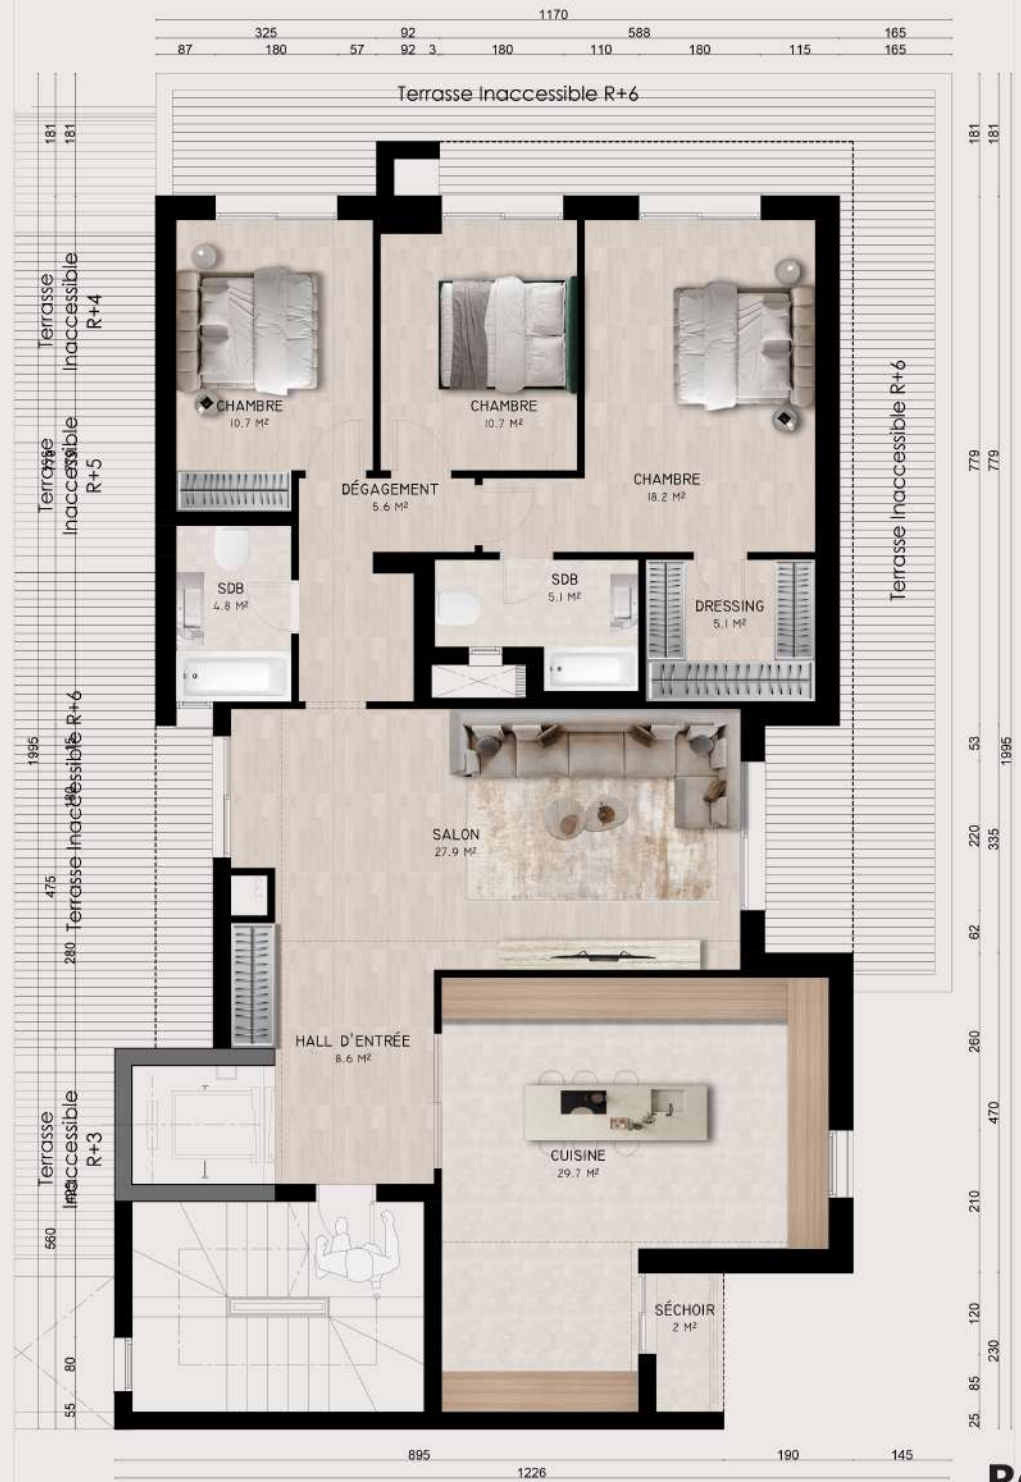 1170
325 92 588 165
87 180 57 92 3 180 110 180 115 165
Terrasse Inaccessible R+6
181 181
181 181
Terrasse
Inaccessible
R+4
CHAMBRE
10.7 M²
CHAMBRE
10.7 M²
CHAMBRE
18.2 M²
Terrasse Inaccessible R+6
779 779
Terrasse
Inaccessible
R+5
DÉGAGEMENT
5.6 M²
SDB
4.8 M²
SDB
5.1 M²
DRESSING
5.1 M²
Terrasse Inaccessible R+6
1995
475
280
SALON
27.9 M²
53
220
62
335
1995
HALL D'ENTRÉE
8.6 M²
260
470
210
Terrasse
Inaccessible
R+3
560
CUISINE
29.7 M²
SÉCHOIR
2 M²
120
230
85
25
80
55
895 190 145
1226